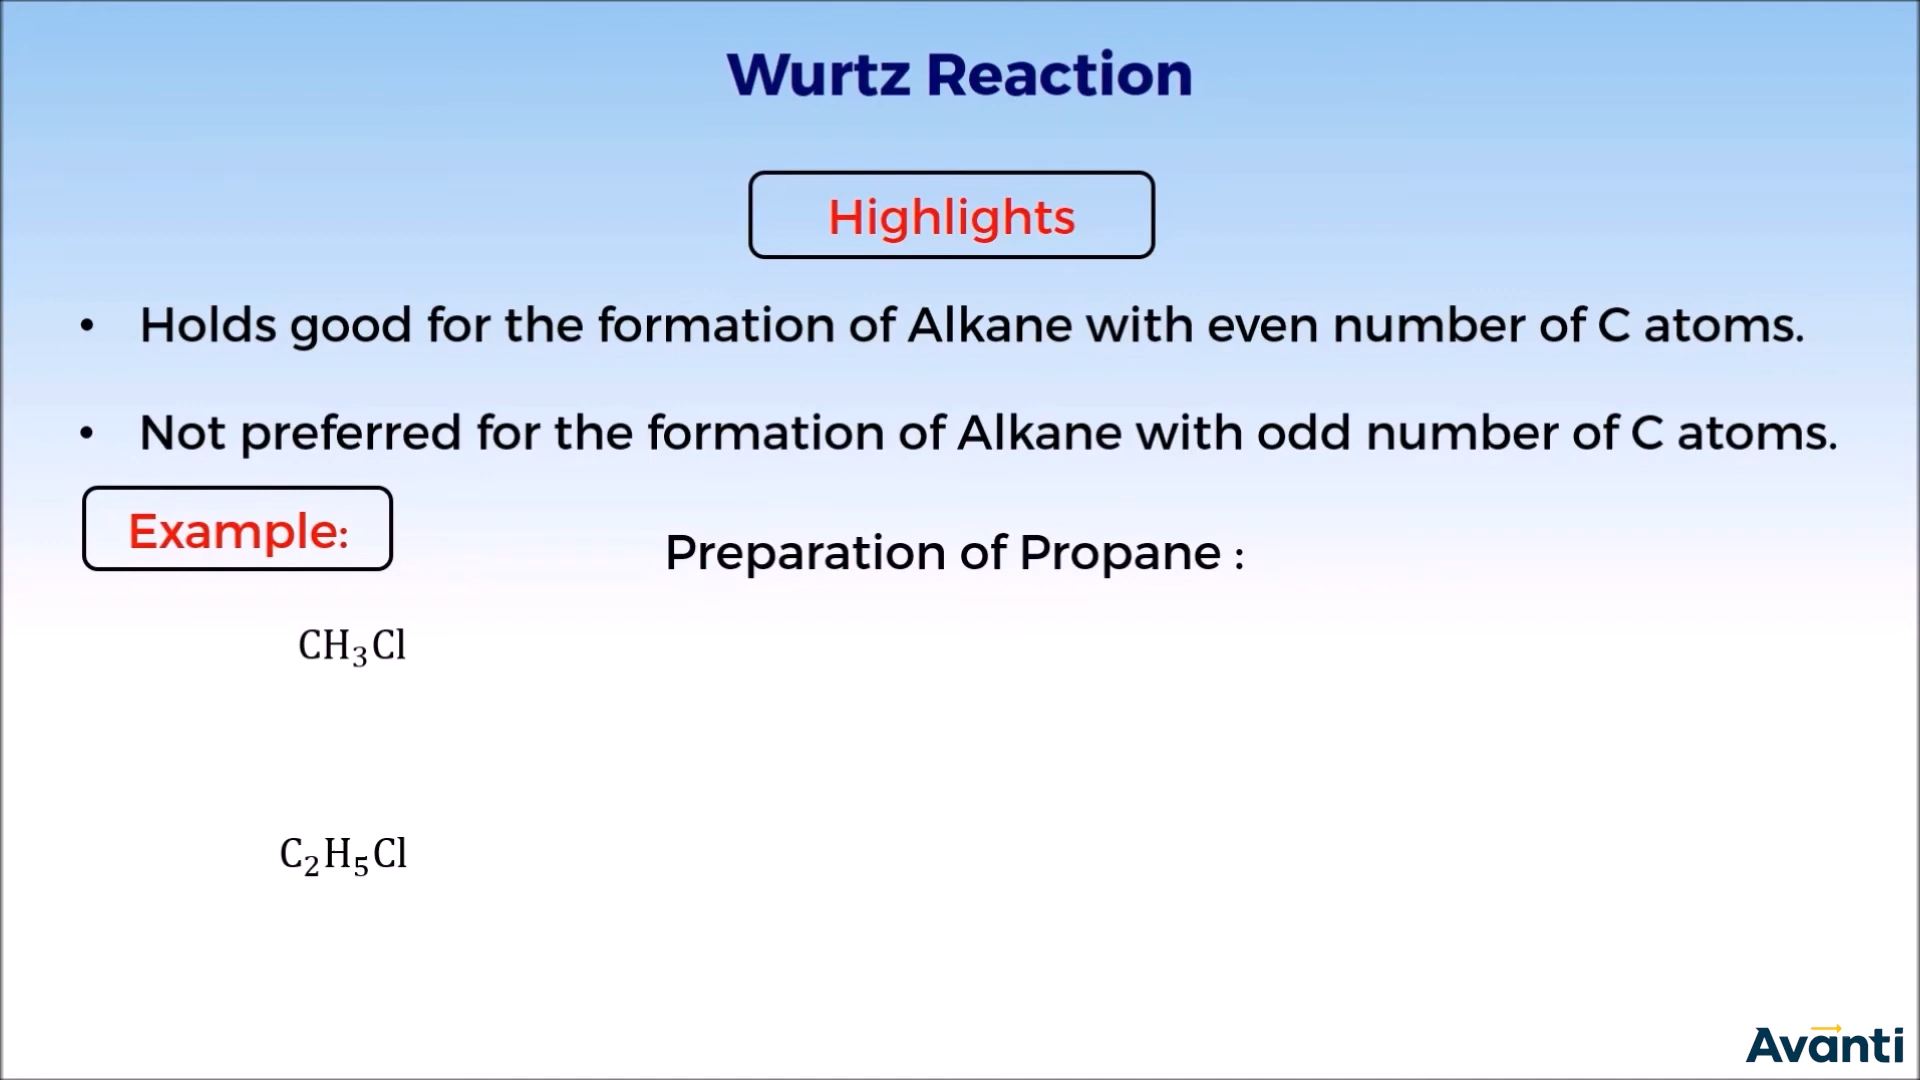 Wurtz Reaction
Highlights
• Holds good for the formation of Alkane with even number of C atoms.
• Not preferred for the formation of Alkane with odd number of C atoms.
Example:
Preparation of Propane :
CH₃Cl
C₂H₅Cl
Avanti